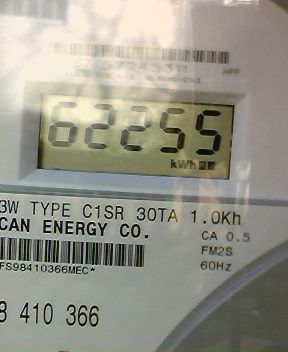 62255
kWh
3W TYPE C1SR 30TA 1.0Kh
CAN ENERGY CO.
CA 0.5
FM2S
60Hz
FS98410366MEC*
8 410 366